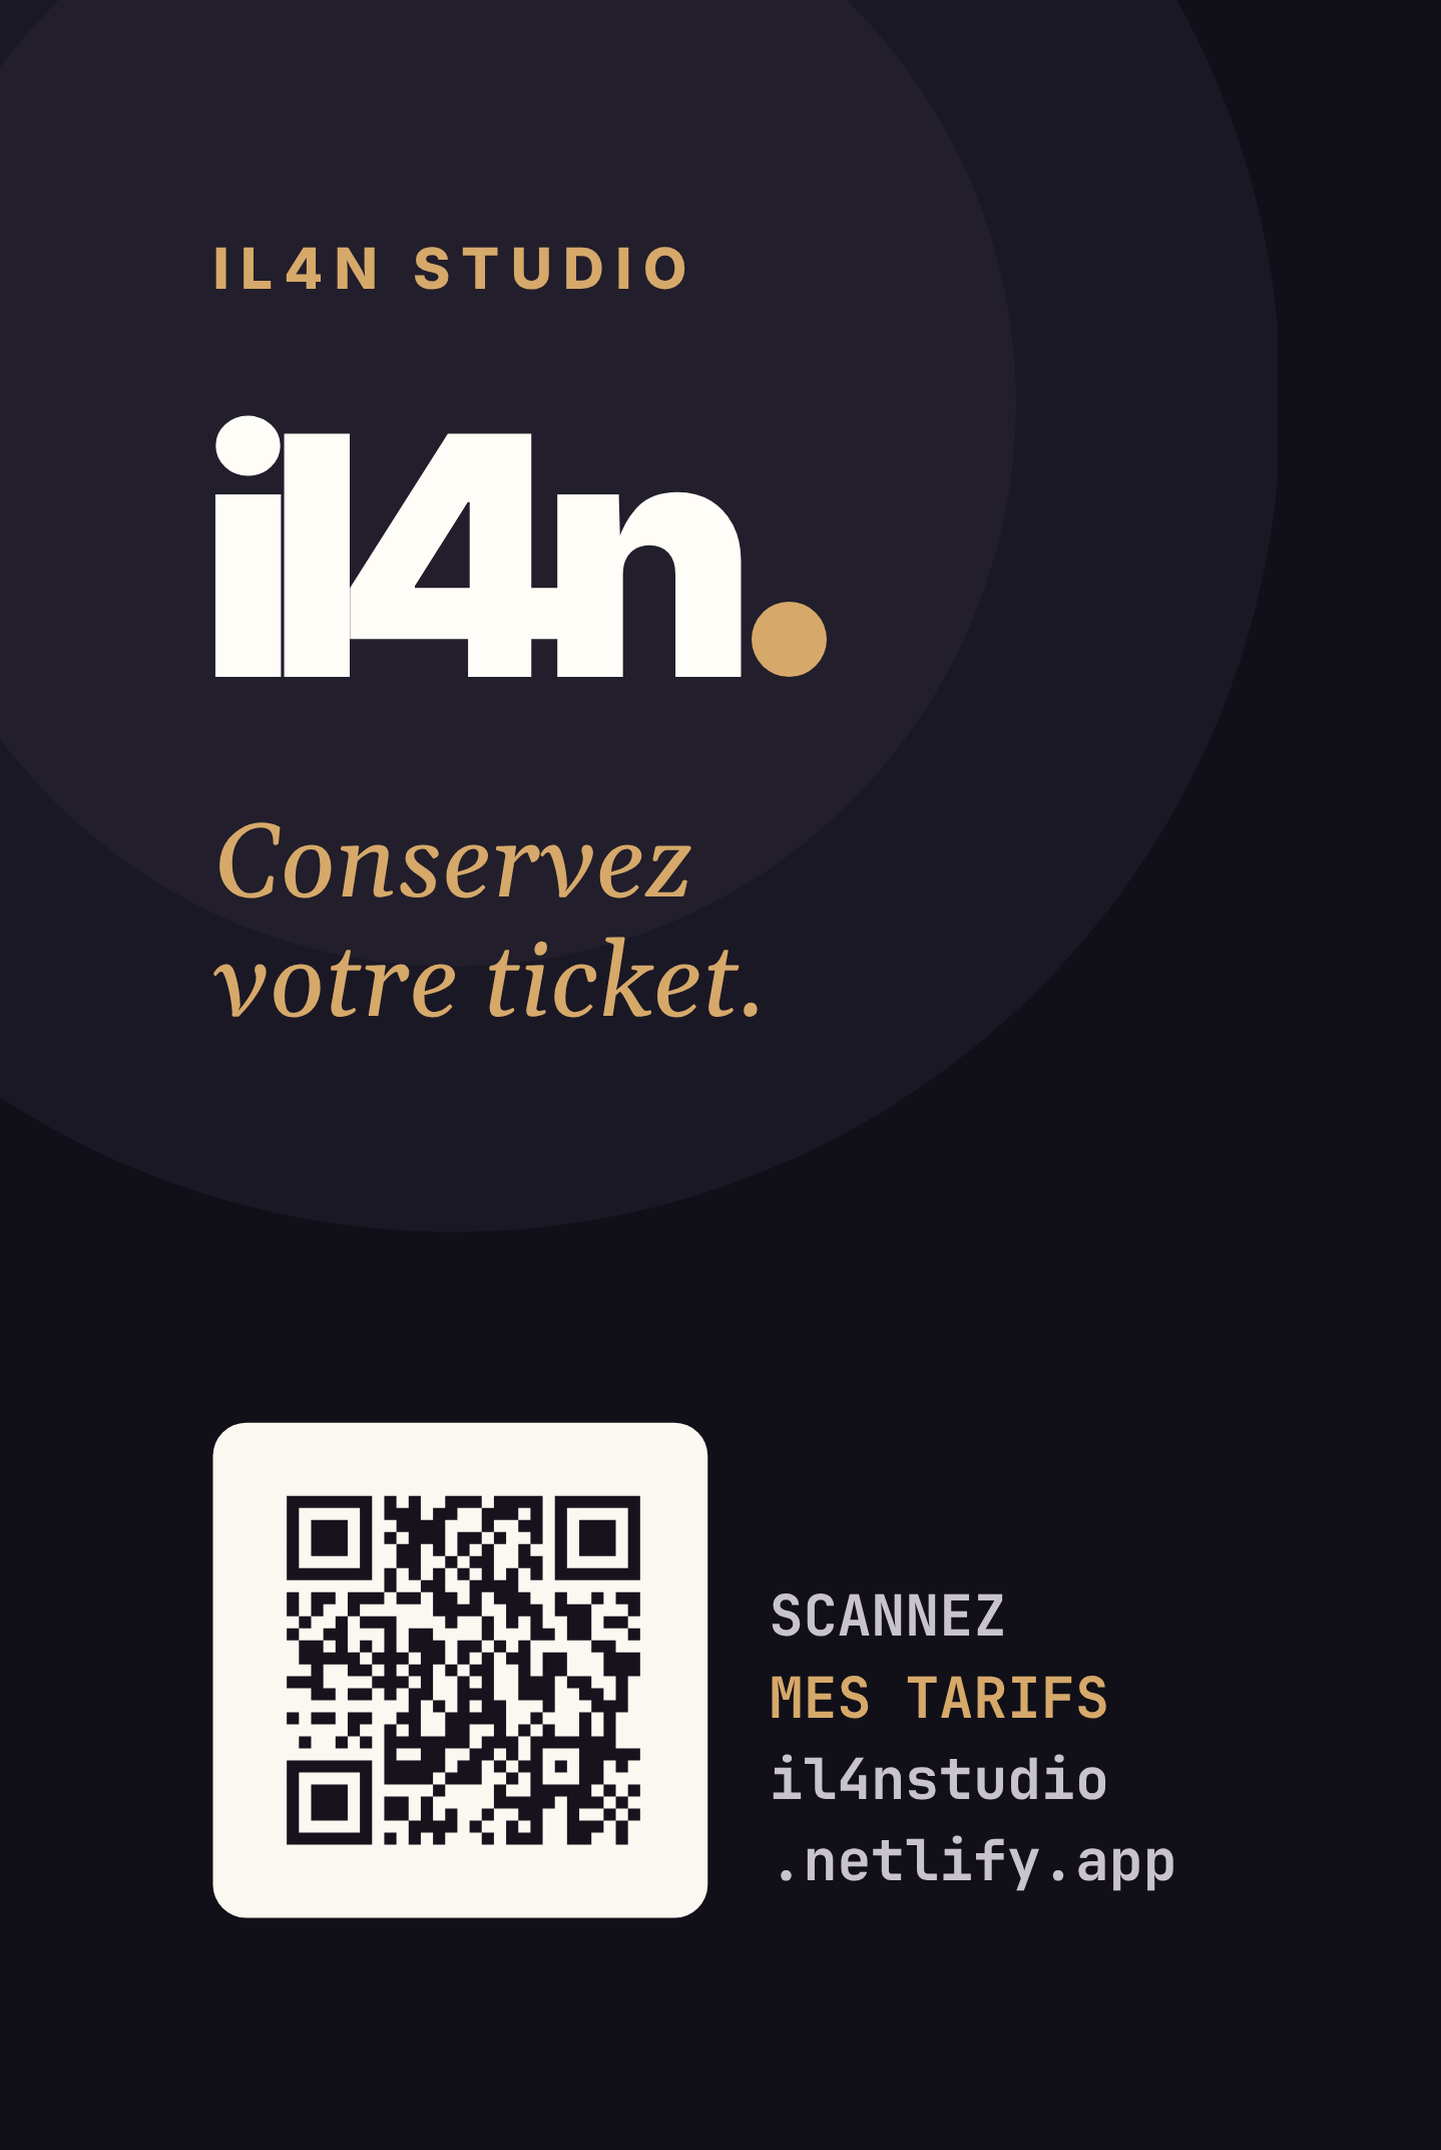 IL4N STUDIO
il4n.
Conservez
votre ticket.
SCANNEZ
MES TARIFS
il4nstudio
.netlify.app